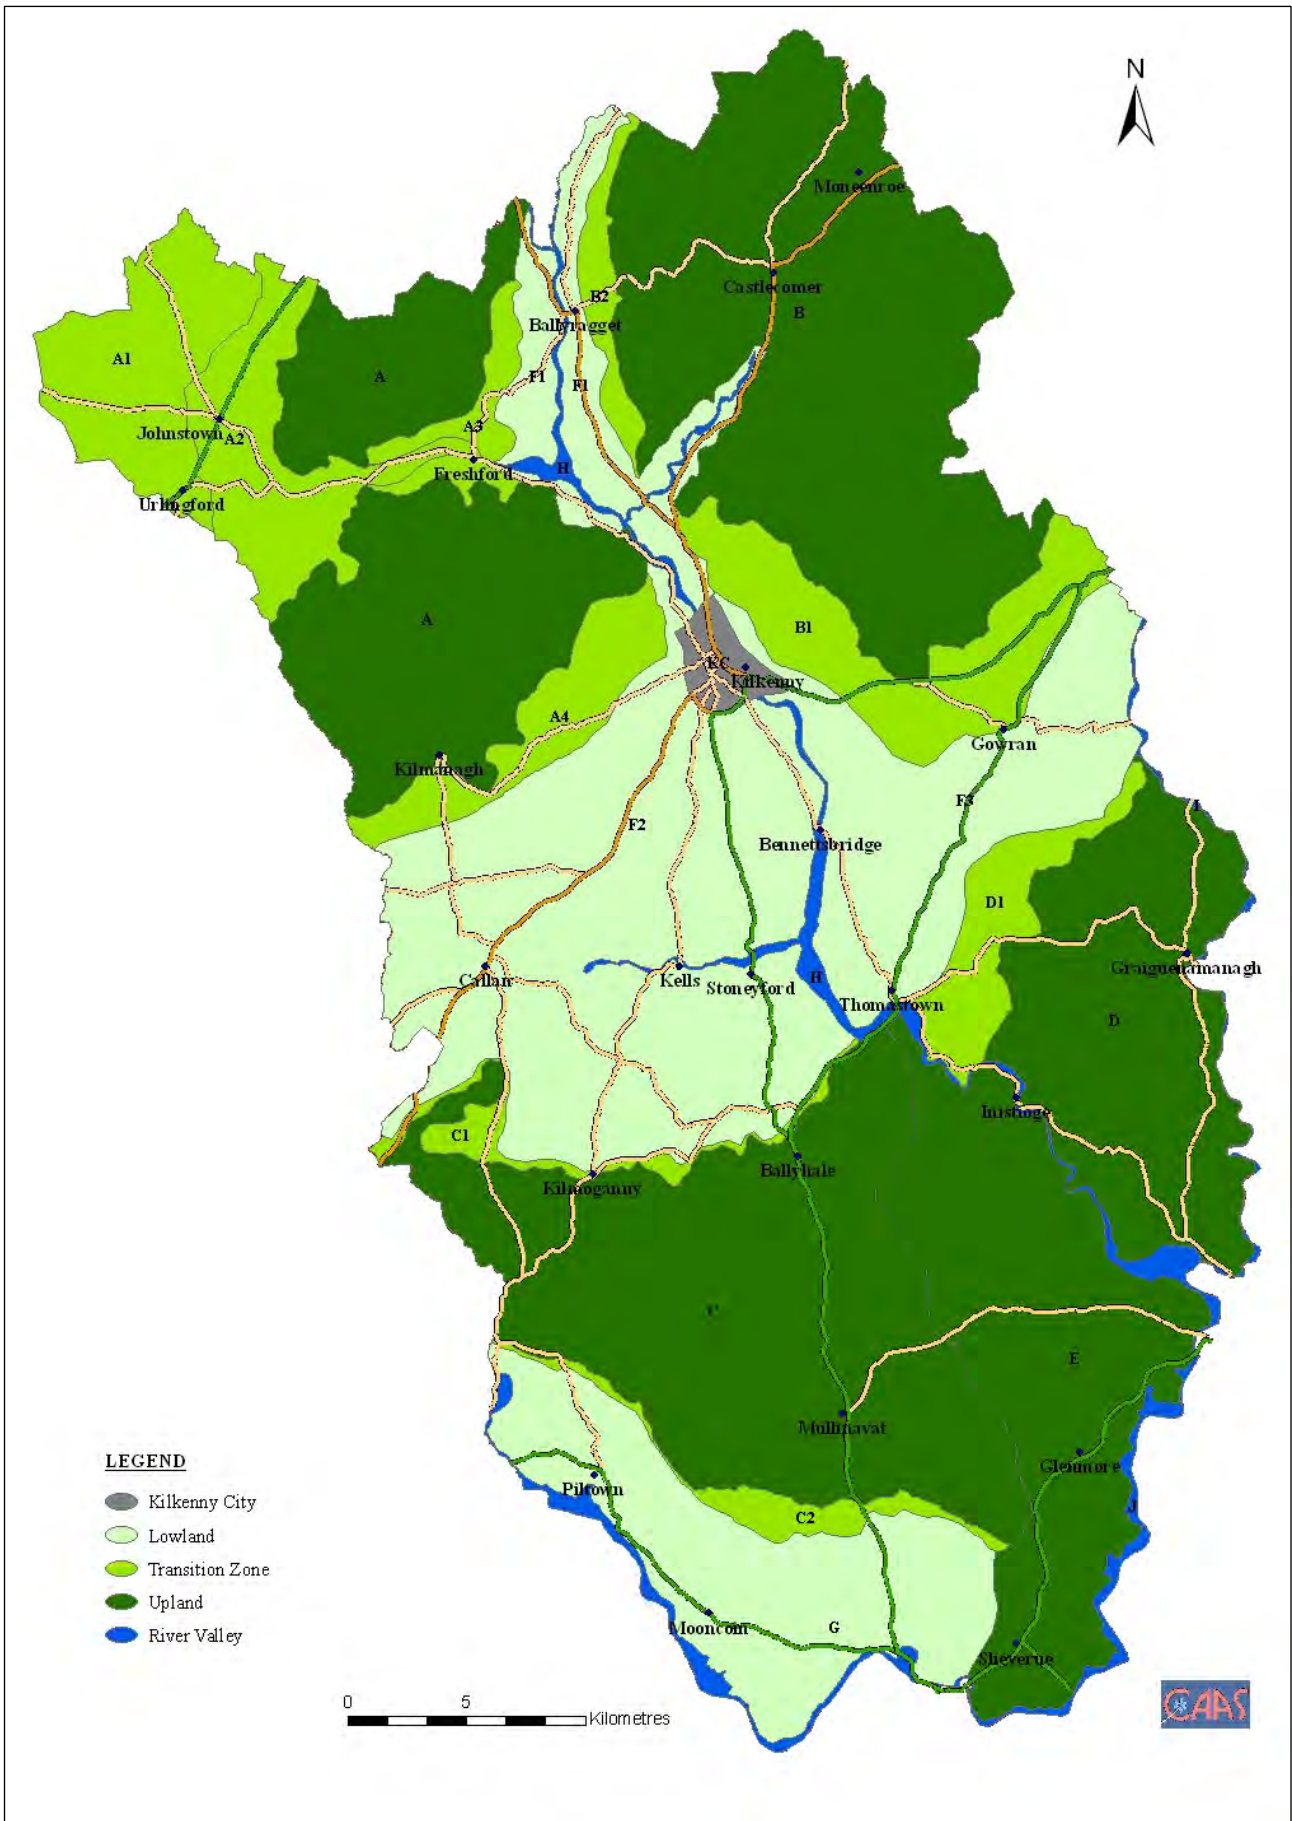 N
Moneenroe
Castlecomer
B2
B
Ballyragget
A1
A
F1
F1
Johnstown
A2
A3
Freshford
H
Urlingford
A
B1
KC
Kilkenny
A4
Gowran
Kilmanagh
F2
F3
I
Bennettsbridge
D1
Callan
Kells
Stoneyford
H
Graiguenamanagh
Thomastown
D
Inistioge
C1
Ballyhale
Kilmoganny
C
E
Mullinavat
Glenmore
LEGEND
Kilkenny City
Lowland
Transition Zone
Upland
River Valley
Piltown
C2
J
Mooncoin
G
Slieverue
0 5
Kilometres
CAAS